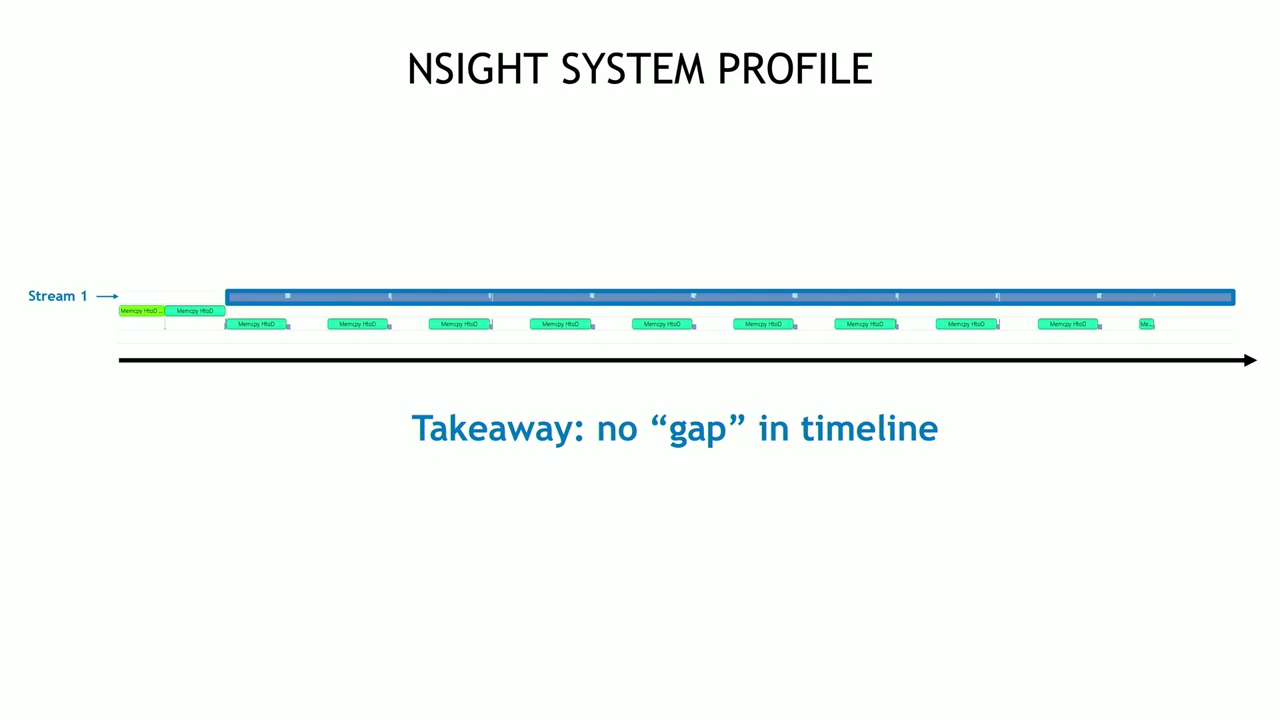 NSIGHT SYSTEM PROFILE
Stream 1
Memcpy HtoD ... Memcpy HtoD
Memcpy HtoD Memcpy HtoD Memcpy HtoD Memcpy HtoD Memcpy HtoD Memcpy HtoD Memcpy HtoD Memcpy HtoD Memcpy HtoD Me...
Takeaway: no “gap” in timeline